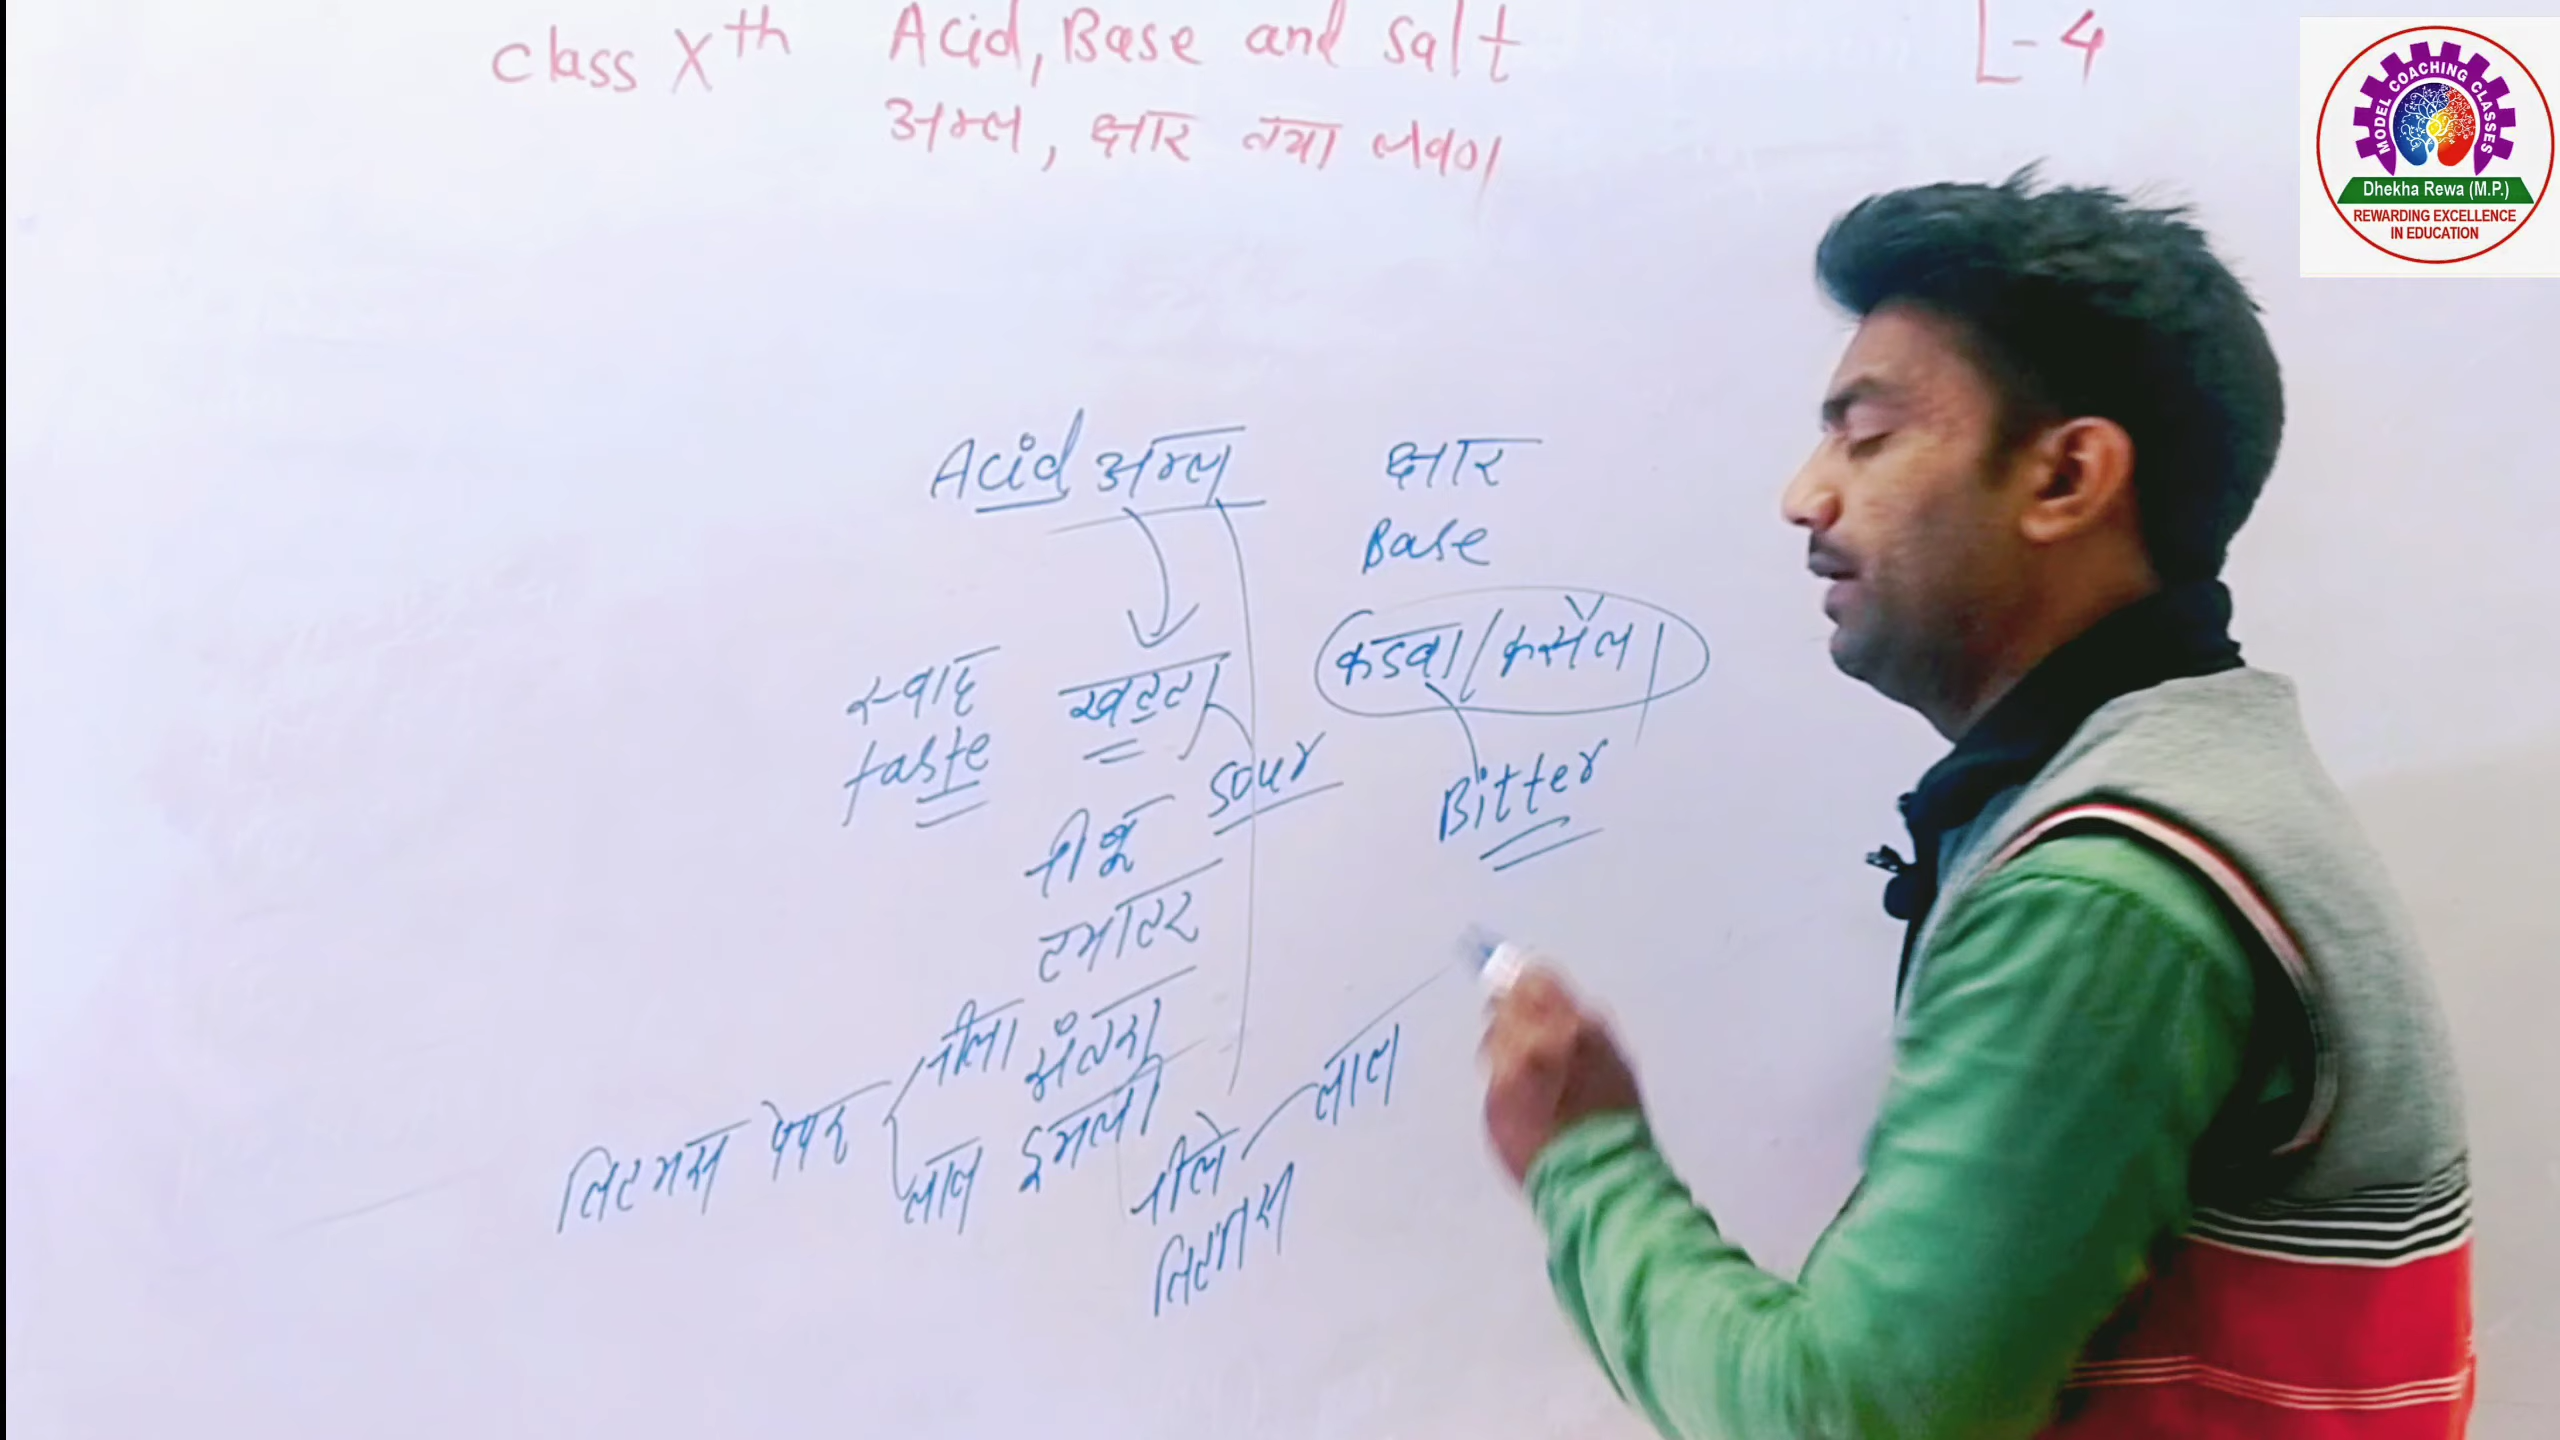 Class Xth Acid, Base and Salt L-4
अम्ल, क्षार तथा लवण
MODEL COACHING CLASSES
Dhekha Rewa (M.P.)
REWARDING EXCELLENCE
IN EDUCATION
Acid अम्ल क्षार
Base
स्वाद खट्टा कडवा/कसैला
taste Sour Bitter
नीबू
टमाटर
नीला संतरा
लिटमस पेपर लाल इमली
नीले लाल
लिटमस